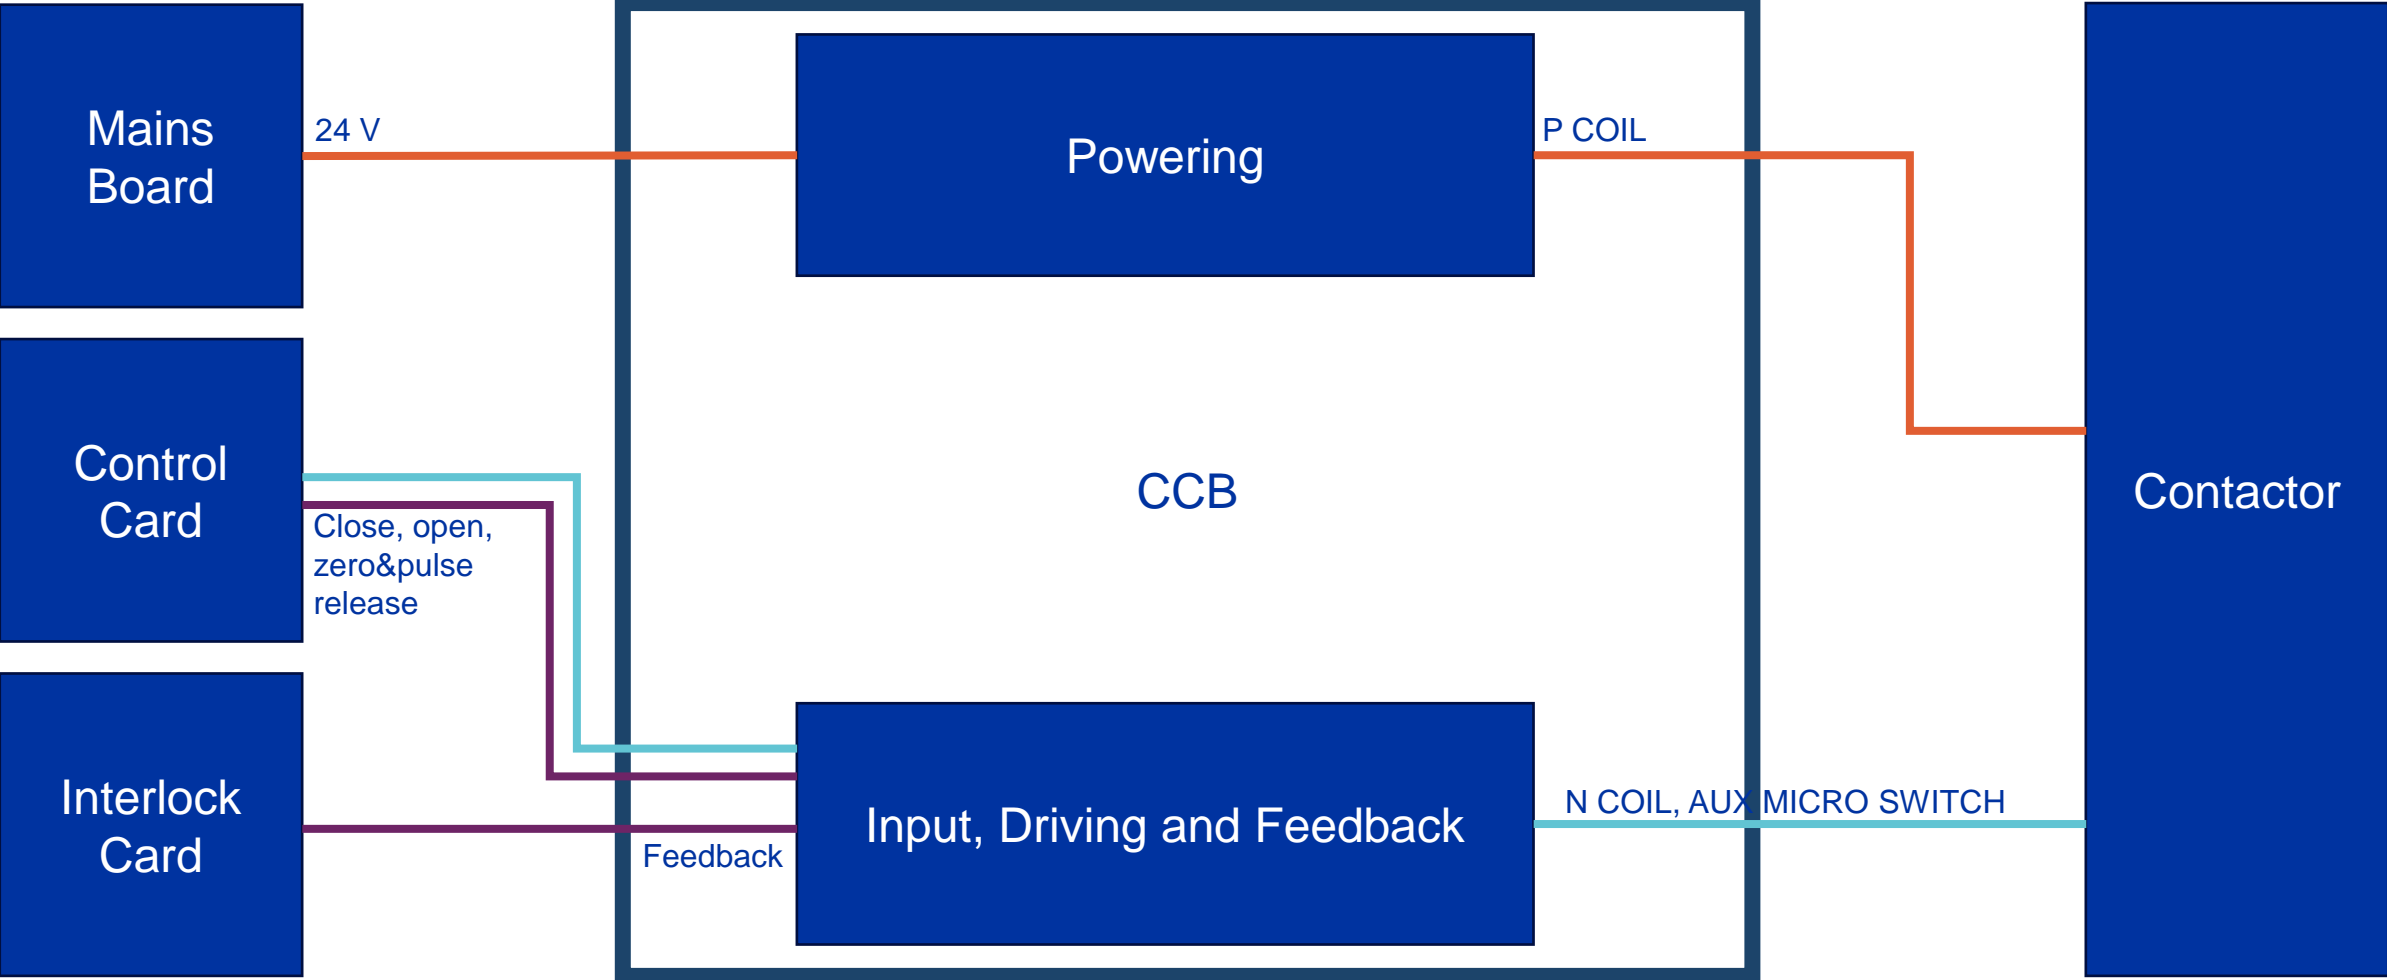 Mains
Board
24 V
Powering
P COIL
Control
Card
Close, open,
zero&pulse
release
CCB
Contactor
Interlock
Card
Feedback
Input, Driving and Feedback
N COIL, AUX MICRO SWITCH